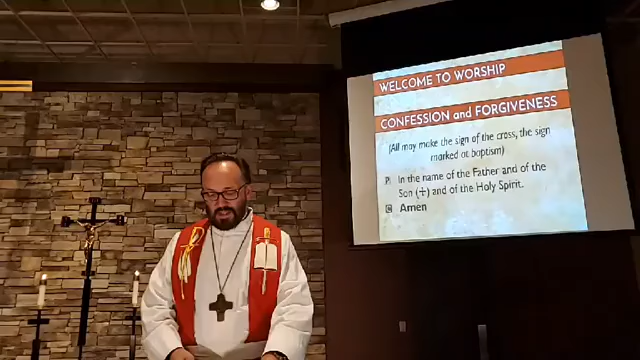 WELCOME TO WORSHIP
CONFESSION and FORGIVENESS
(All may make the sign of the cross, the sign
marked at baptism)
P In the name of the Father and of the
Son (☩) and of the Holy Spirit.
C Amen